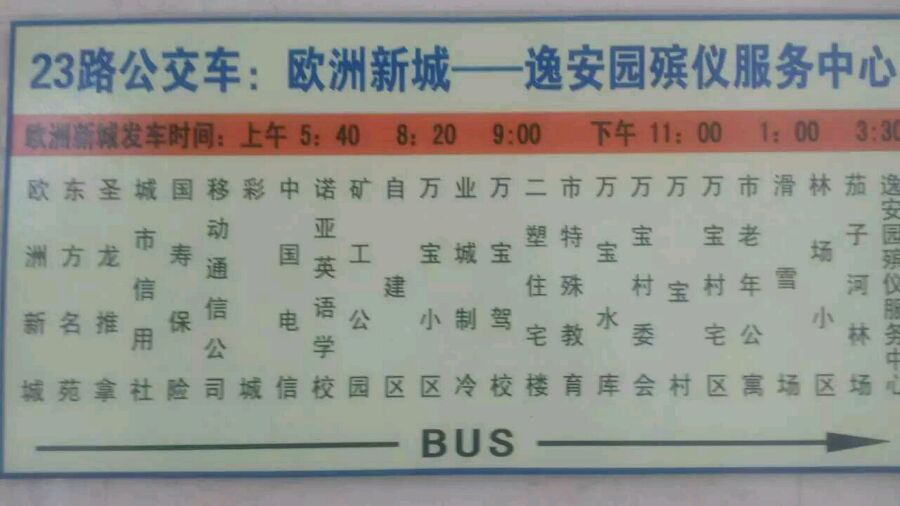 23路公交车：欧洲新城——逸安园殡仪服务中心
欧洲新城发车时间：上午 5：40 8：20 9:00 下午 11：00 1：00 3:30
欧洲新城
东方名苑
圣龙推拿
城市信用社
国寿保险
移动通信公司
彩城
中国电信
诺亚英语学校
矿工公园
自建区
万宝小区
业城制冷
万宝驾校
二塑住宅楼
市特殊教育
万宝水库
万宝村委会
万宝村
万宝村宅区
市老年公寓
滑雪场
林场小区
茄子河林场
逸安园殡仪服务中心
BUS